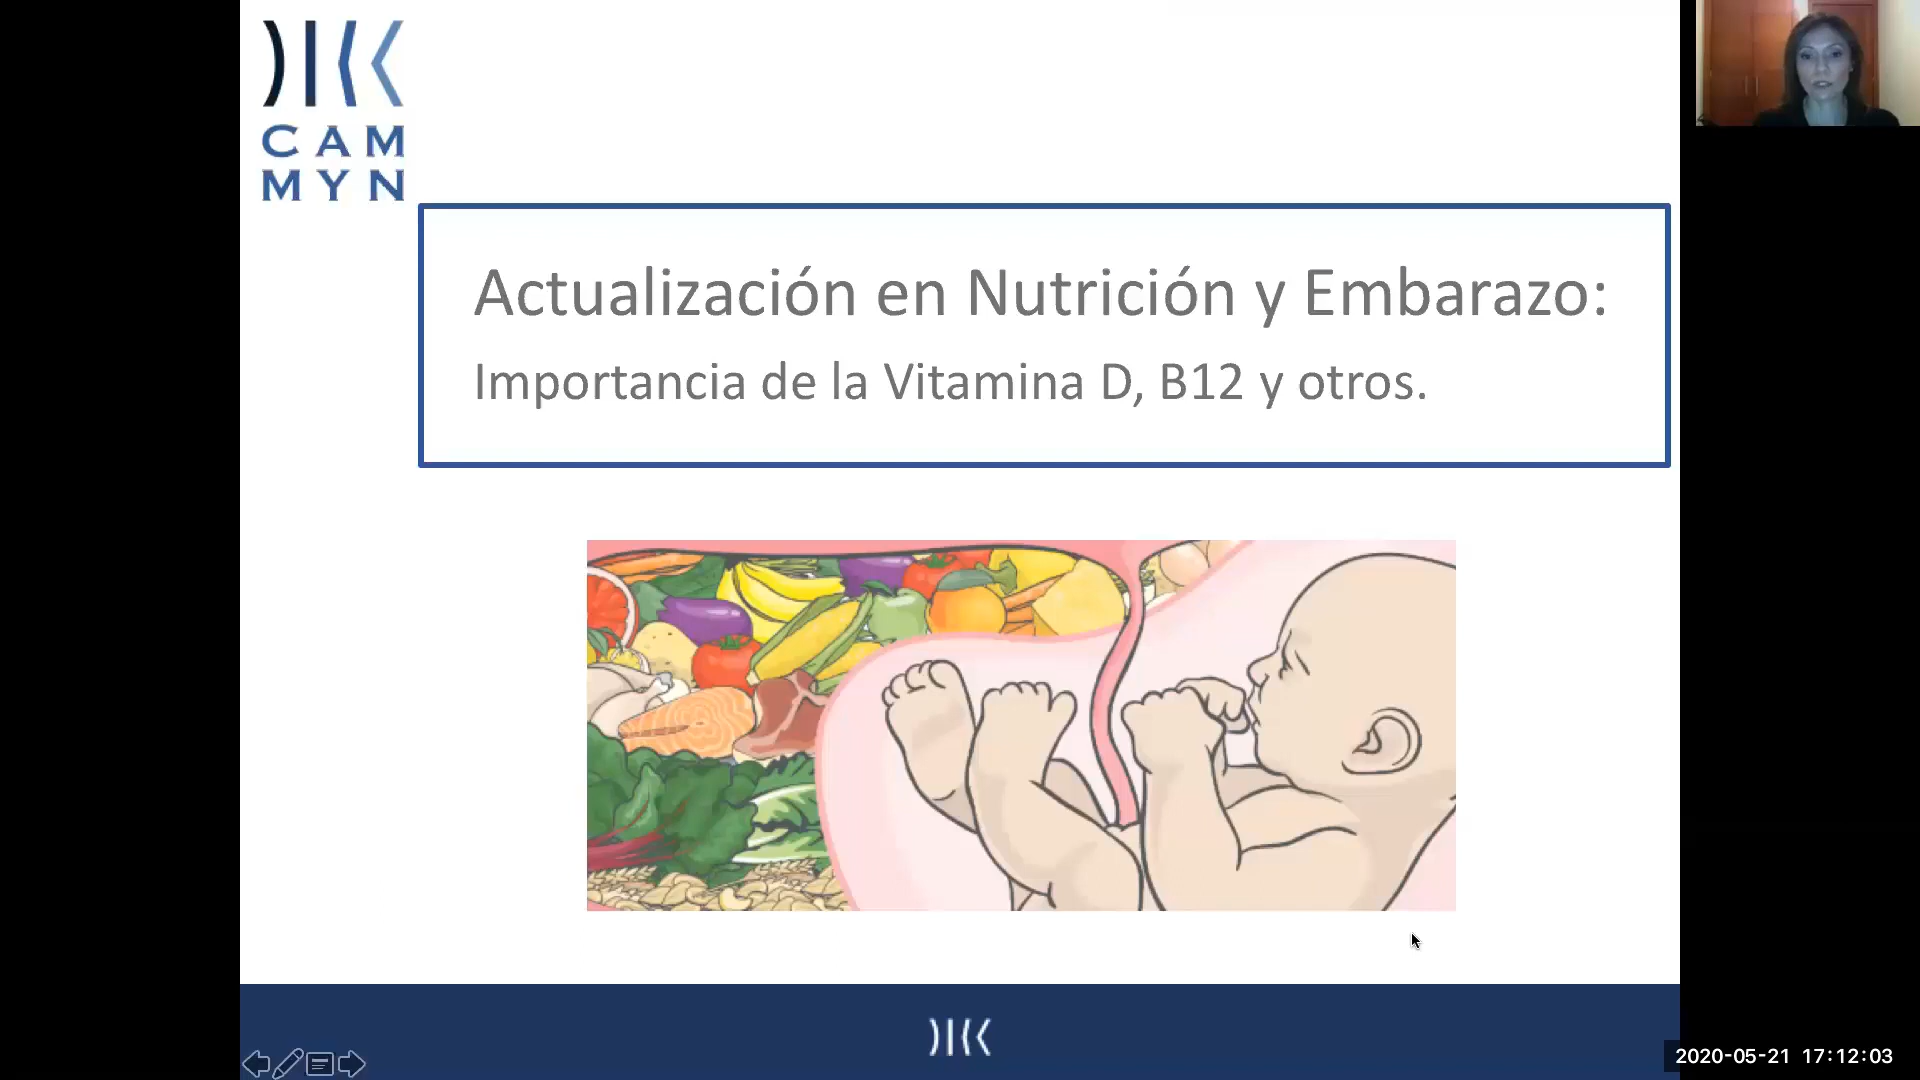 CAM
MYN
Actualización en Nutrición y Embarazo:
Importancia de la Vitamina D, B12 y otros.
2020-05-21 17:12:03